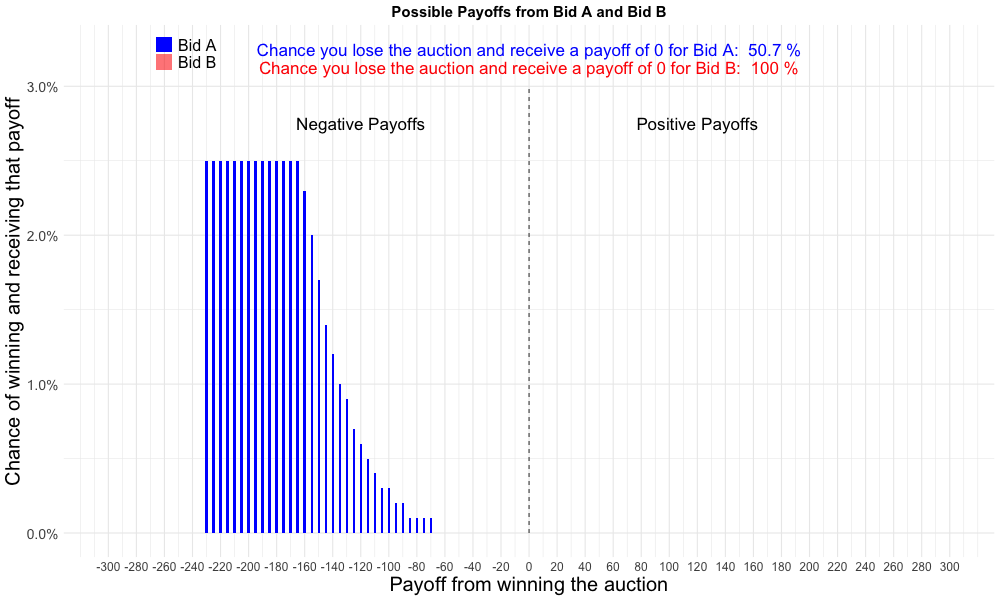 Possible Payoffs from Bid A and Bid B
Bid A
Bid B
Chance you lose the auction and receive a payoff of 0 for Bid A:  50.7 %
Chance you lose the auction and receive a payoff of 0 for Bid B:  100 %
Negative Payoffs
Positive Payoffs
Chance of winning and receiving that payoff
3.0%
2.0%
1.0%
0.0%
-300 -280 -260 -240 -220 -200 -180 -160 -140 -120 -100 -80 -60 -40 -20 0 20 40 60 80 100 120 140 160 180 200 220 240 260 280 300
Payoff from winning the auction